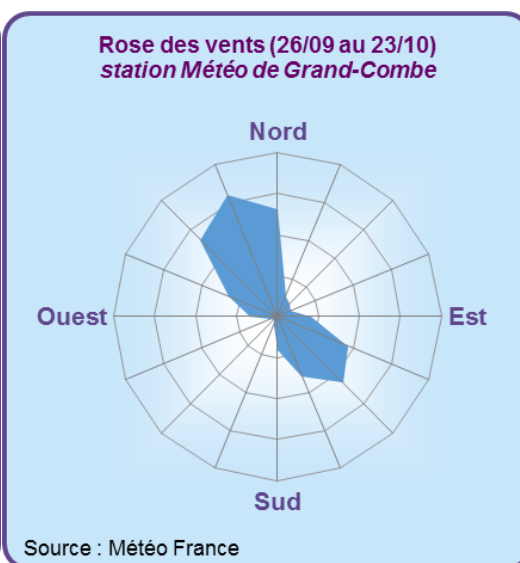 Rose des vents (26/09 au 23/10)
station Météo de Grand-Combe
Nord
Ouest
Est
Sud
Source : Météo France